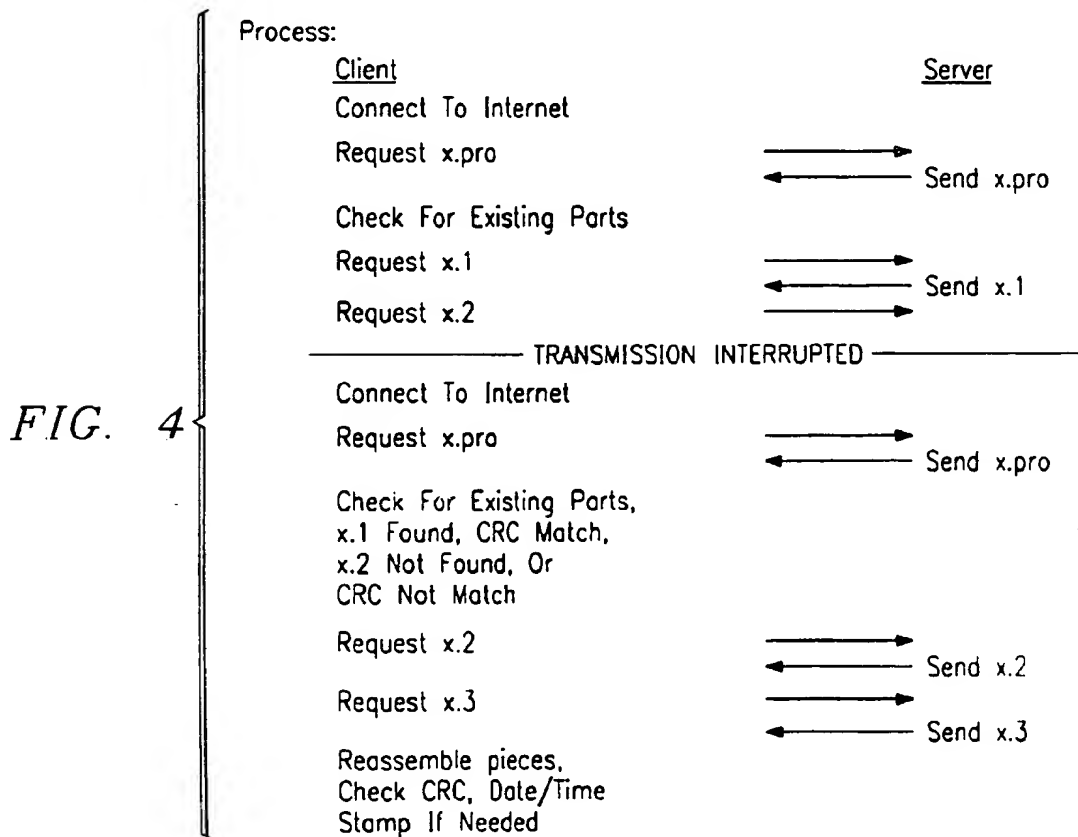 Process:
Client Server
Connect To Internet
Request x.pro
Send x.pro
Check For Existing Parts
Request x.1
Send x.1
Request x.2
TRANSMISSION INTERRUPTED
FIG. 4
Connect To Internet
Request x.pro
Send x.pro
Check For Existing Parts,
x.1 Found, CRC Match,
x.2 Not Found, Or
CRC Not Match
Request x.2
Send x.2
Request x.3
Send x.3
Reassemble pieces,
Check CRC, Date/Time
Stamp If Needed